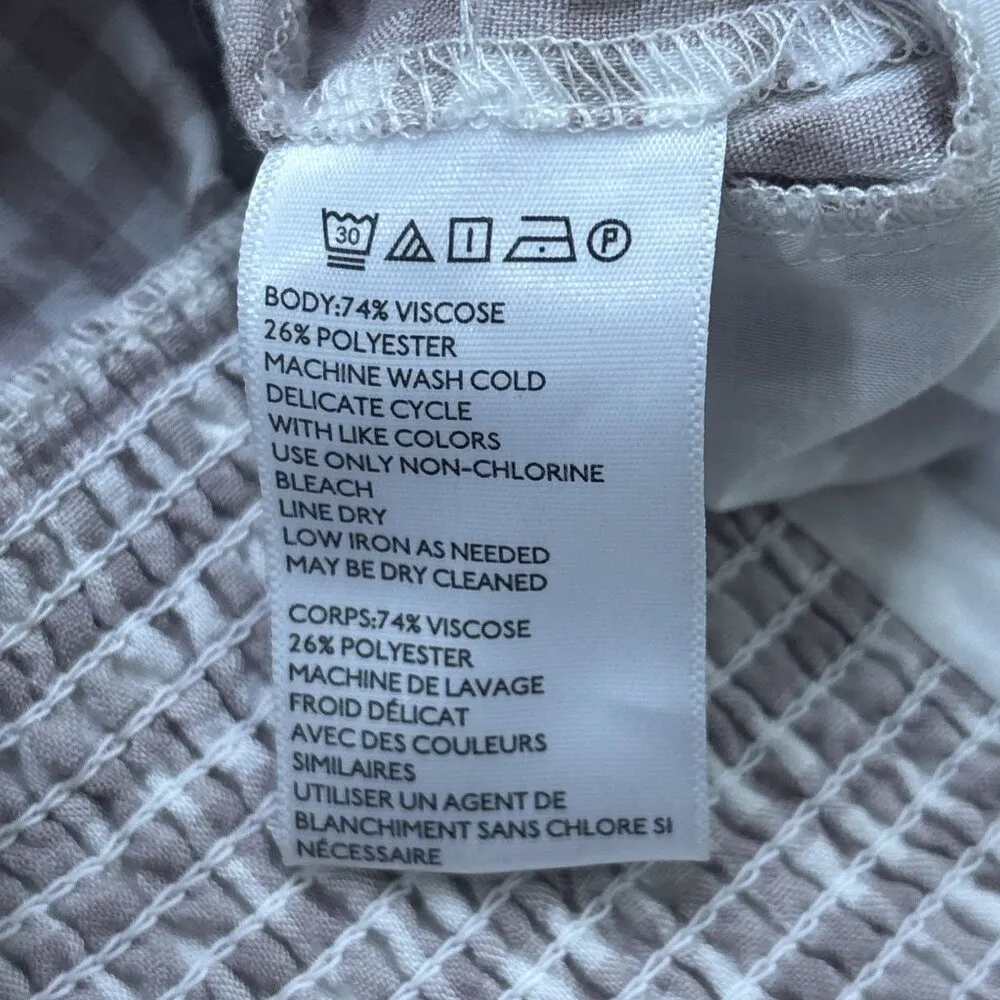 30 P
BODY:74% VISCOSE
26% POLYESTER
MACHINE WASH COLD
DELICATE CYCLE
WITH LIKE COLORS
USE ONLY NON-CHLORINE
BLEACH
LINE DRY
LOW IRON AS NEEDED
MAY BE DRY CLEANED
CORPS:74% VISCOSE
26% POLYESTER
MACHINE DE LAVAGE
FROID DÉLICAT
AVEC DES COULEURS
SIMILAIRES
UTILISER UN AGENT DE
BLANCHIMENT SANS CHLORE SI
NÉCESSAIRE